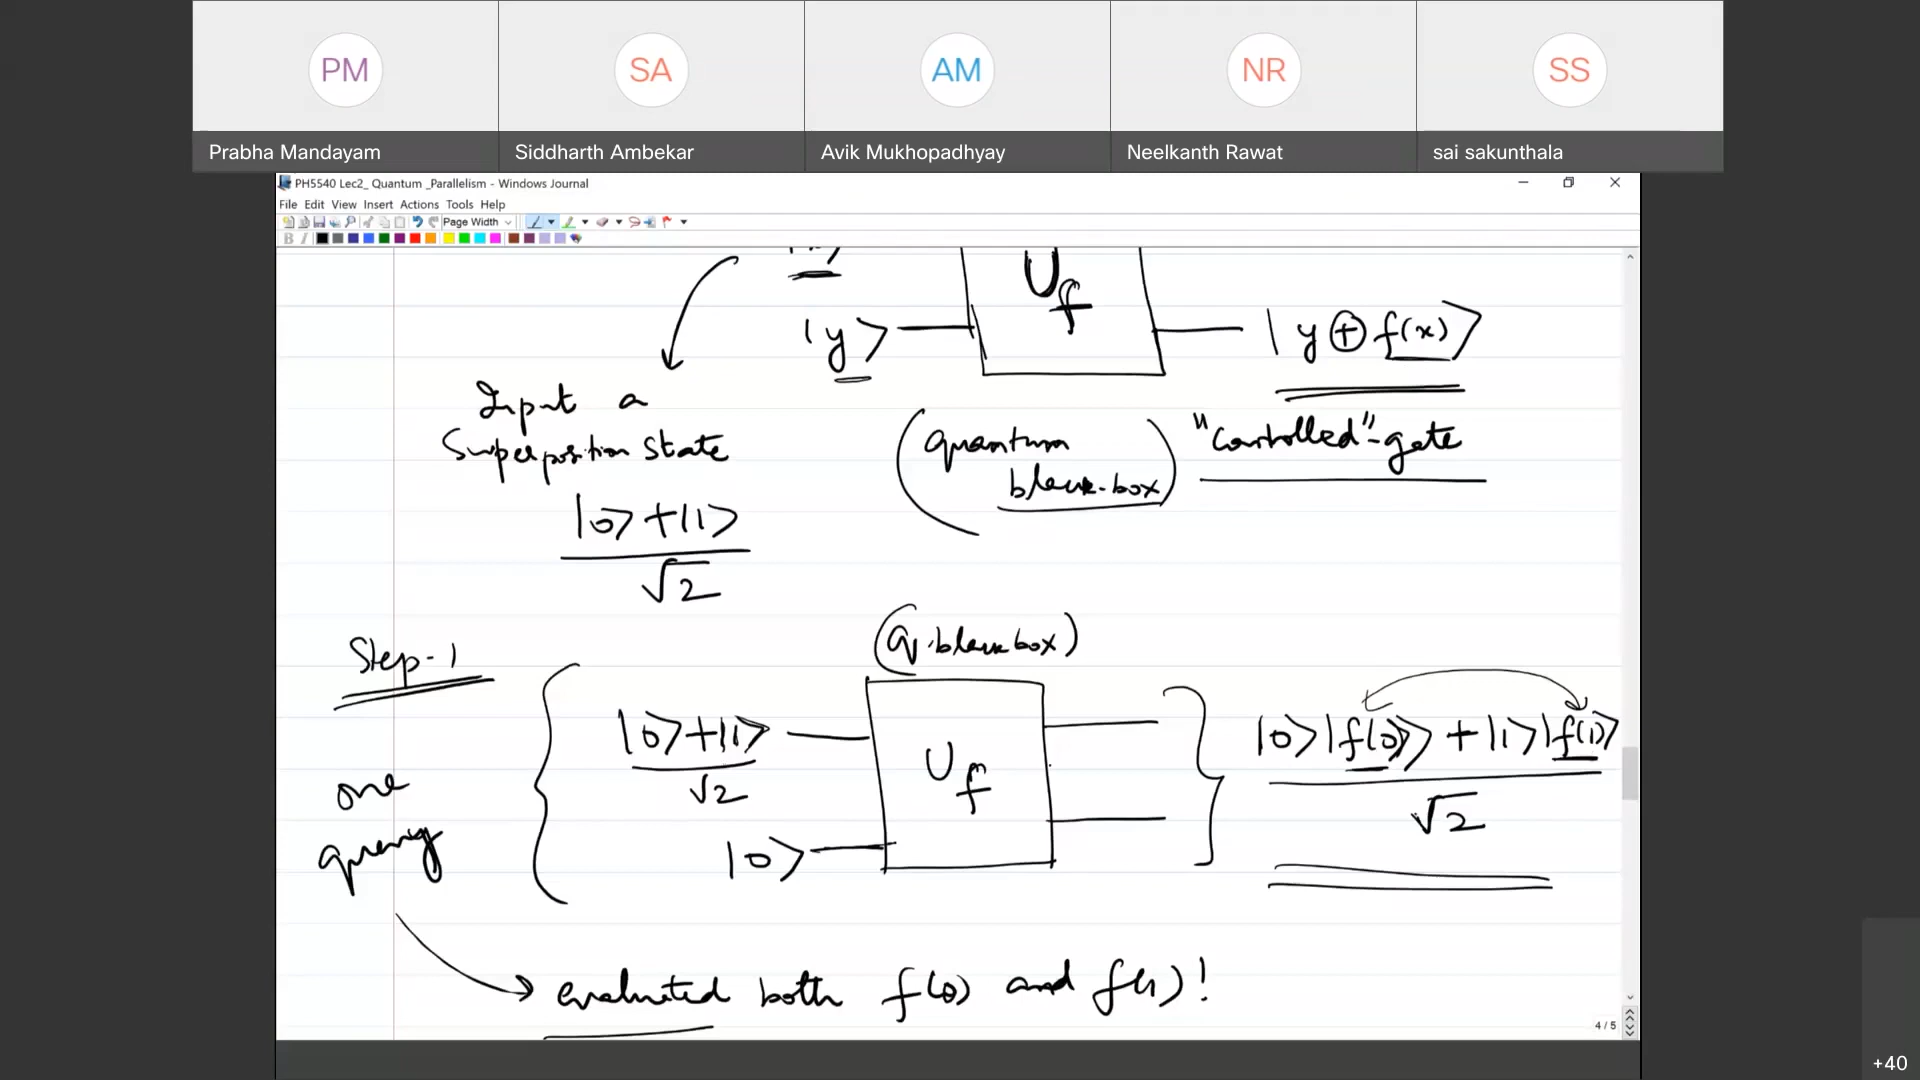 PM SA AM NR SS
Prabha Mandayam Siddharth Ambekar Avik Mukhopadhyay Neelkanth Rawat sai sakunthala
PH5540 Lec2_ Quantum _Parallelism - Windows Journal
File Edit View Insert Actions Tools Help
Page Width
B I
U_f
|y⟩ |y ⊕ f(x)⟩
Input a
Superposition state
(quantum
black-box)
"Controlled"-gate
|0⟩+|1⟩
√2
Step-1
(q.black box)
|0⟩+|1⟩
√2
U_f
|0⟩|f(0)⟩ + |1⟩|f(1)⟩
√2
one
query
|0⟩
evaluated both f(0) and f(1)!
4 / 5
+40